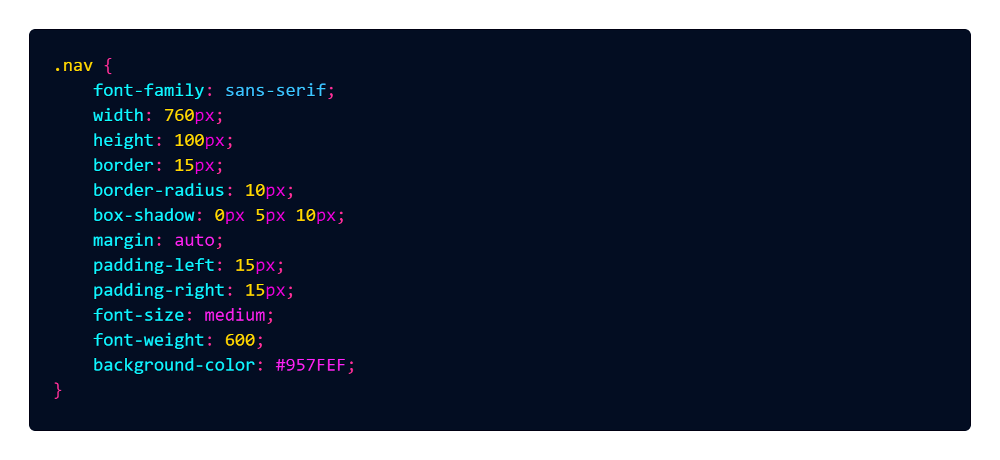 .nav {
    font-family: sans-serif;
    width: 760px;
    height: 100px;
    border: 15px;
    border-radius: 10px;
    box-shadow: 0px 5px 10px;
    margin: auto;
    padding-left: 15px;
    padding-right: 15px;
    font-size: medium;
    font-weight: 600;
    background-color: #957FEF;
}